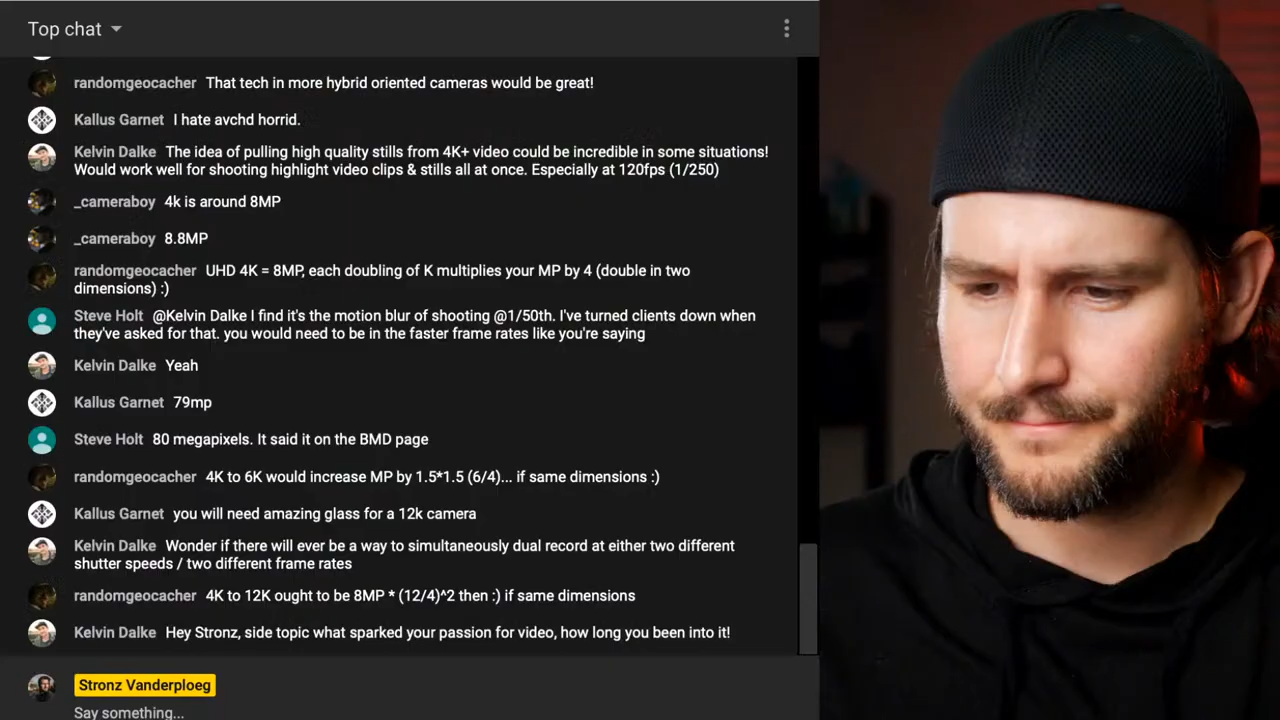 Top chat
randomgeocacher That tech in more hybrid oriented cameras would be great!
Kallus Garnet I hate avchd horrid.
Kelvin Dalke The idea of pulling high quality stills from 4K+ video could be incredible in some situations!
Would work well for shooting highlight video clips & stills all at once. Especially at 120fps (1/250)
_cameraboy 4k is around 8MP
_cameraboy 8.8MP
randomgeocacher UHD 4K = 8MP, each doubling of K multiplies your MP by 4 (double in two
dimensions) :)
Steve Holt @Kelvin Dalke I find it's the motion blur of shooting @1/50th. I've turned clients down when
they've asked for that. you would need to be in the faster frame rates like you're saying
Kelvin Dalke Yeah
Kallus Garnet 79mp
Steve Holt 80 megapixels. It said it on the BMD page
randomgeocacher 4K to 6K would increase MP by 1.5*1.5 (6/4)... if same dimensions :)
Kallus Garnet you will need amazing glass for a 12k camera
Kelvin Dalke Wonder if there will ever be a way to simultaneously dual record at either two different
shutter speeds / two different frame rates
randomgeocacher 4K to 12K ought to be 8MP * (12/4)^2 then :) if same dimensions
Kelvin Dalke Hey Stronz, side topic what sparked your passion for video, how long you been into it!
Stronz Vanderploeg
Say something...